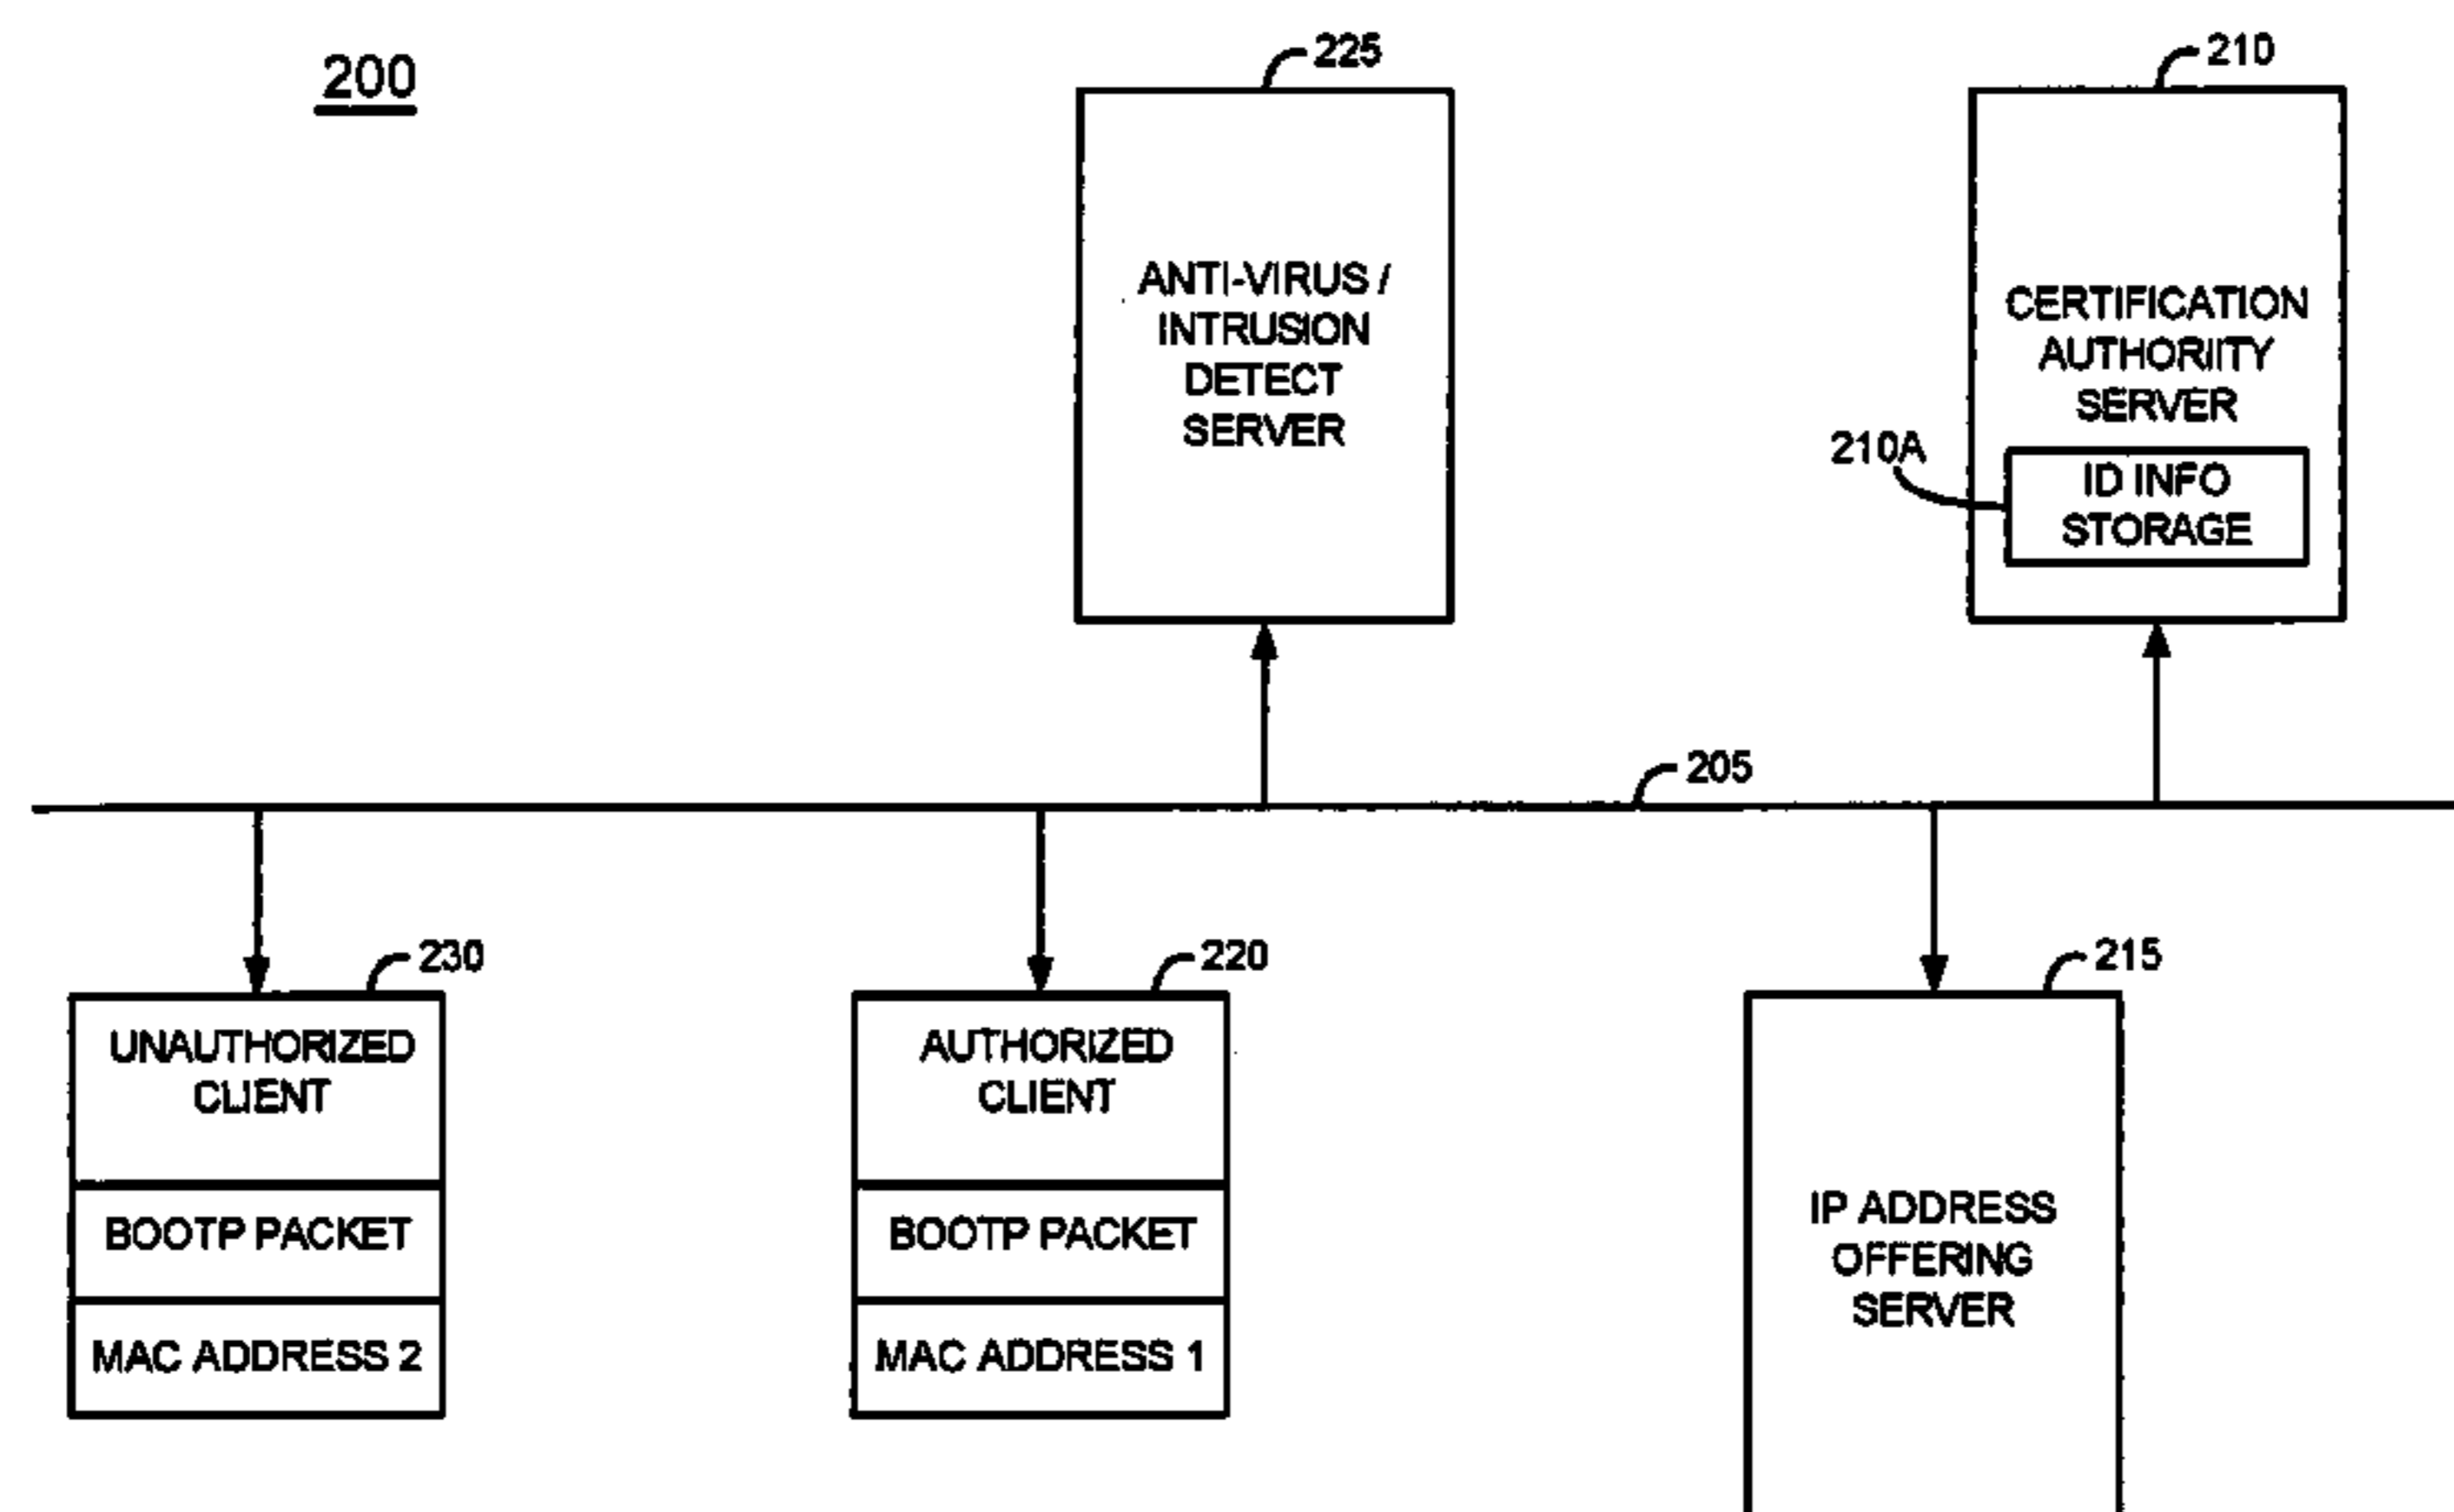 200
225
210
ANTI-VIRUS /
INTRUSION
DETECT
SERVER
CERTIFICATION
AUTHORITY
SERVER
210A
ID INFO
STORAGE
205
230
220
215
UNAUTHORIZED
CLIENT
BOOTP PACKET
MAC ADDRESS 2
AUTHORIZED
CLIENT
BOOTP PACKET
MAC ADDRESS 1
IP ADDRESS
OFFERING
SERVER